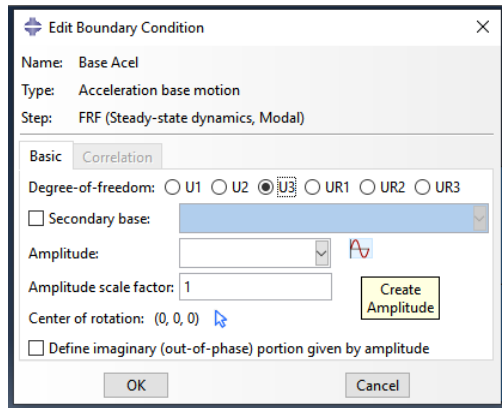 Edit Boundary Condition
Name: Base Acel
Type: Acceleration base motion
Step: FRF (Steady-state dynamics, Modal)
Basic Correlation
Degree-of-freedom: U1 U2 U3 UR1 UR2 UR3
Secondary base:
Amplitude:
Amplitude scale factor: 1
Create
Amplitude
Center of rotation: (0, 0, 0)
Define imaginary (out-of-phase) portion given by amplitude
OK Cancel